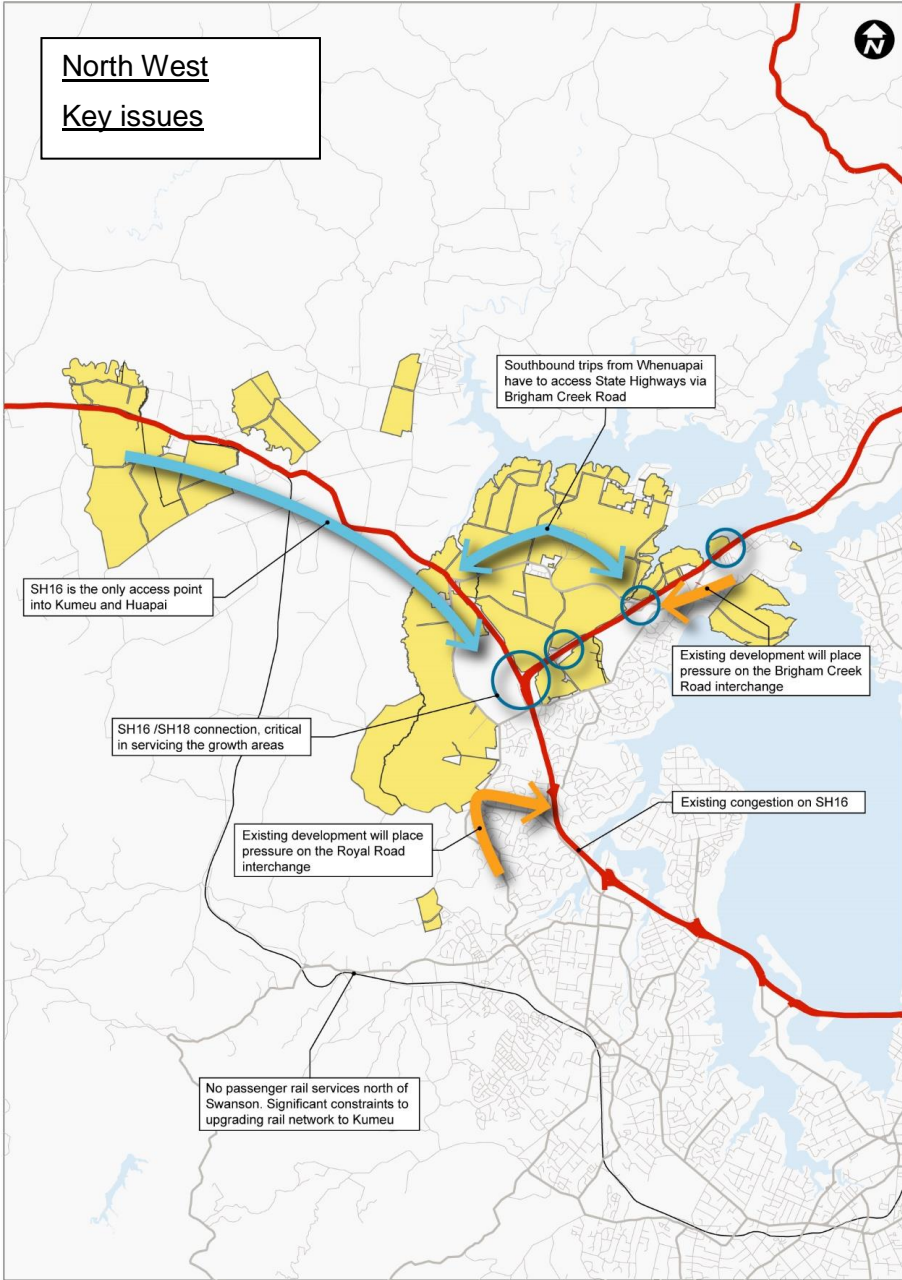 North West
Key issues
N
Southbound trips from Whenuapai
have to access State Highways via
Brigham Creek Road
SH16 is the only access point
into Kumeu and Huapai
Existing development will place
pressure on the Brigham Creek
Road interchange
SH16 /SH18 connection, critical
in servicing the growth areas
Existing congestion on SH16
Existing development will place
pressure on the Royal Road
interchange
No passenger rail services north of
Swanson. Significant constraints to
upgrading rail network to Kumeu